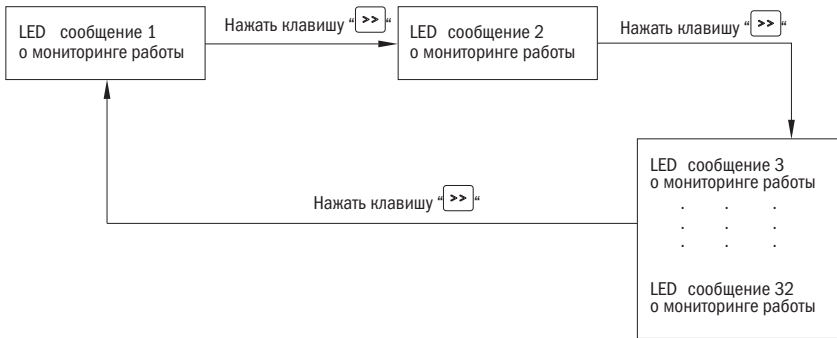 LED сообщение 1
о мониторинге работы
Нажать клавишу “>>“
LED сообщение 2
о мониторинге работы
Нажать клавишу “>>“
LED сообщение 3
о мониторинге работы
. . .
. . .
. . .
LED сообщение 32
о мониторинге работы
Нажать клавишу “>>“